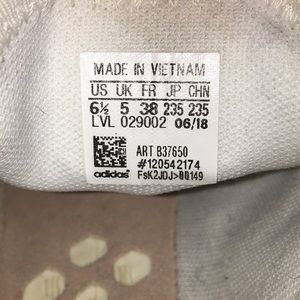 MADE IN VIETNAM
US UK FR JP CHN
6½ 5 38 235 235
LVL 029002 06/18
ART B37650
#120542174
adidas FsK2JDJ>00149